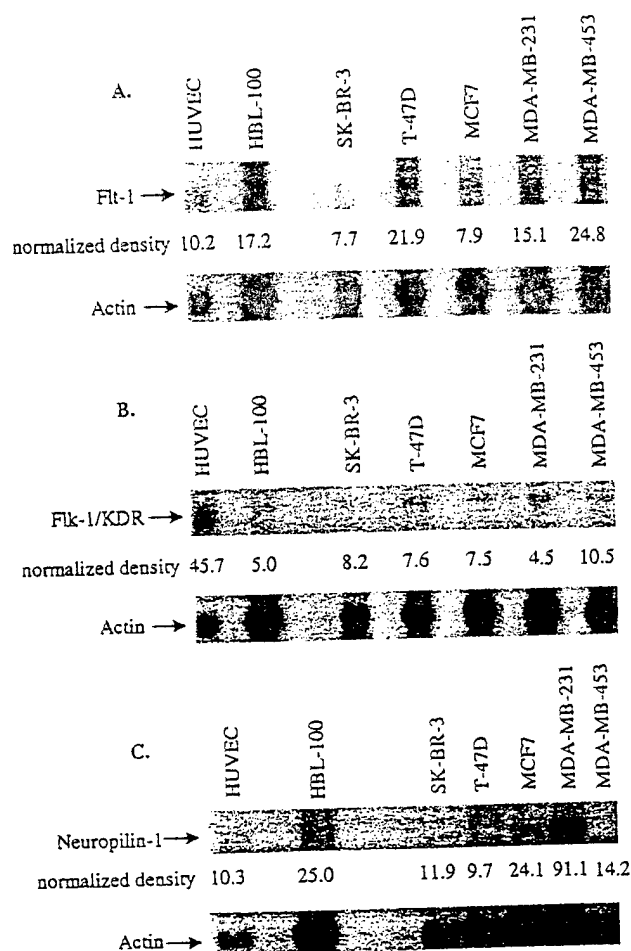 A.
HUVEC HBL-100 SK-BR-3 T-47D MCF7 MDA-MB-231 MDA-MB-453
Flt-1
normalized density 10.2 17.2 7.7 21.9 7.9 15.1 24.8
Actin
B.
HUVEC HBL-100 SK-BR-3 T-47D MCF7 MDA-MB-231 MDA-MB-453
Flk-1/KDR
normalized density 45.7 5.0 8.2 7.6 7.5 4.5 10.5
Actin
C.
HUVEC HBL-100 SK-BR-3 T-47D MCF7 MDA-MB-231 MDA-MB-453
Neuropilin-1
normalized density 10.3 25.0 11.9 9.7 24.1 91.1 14.2
Actin